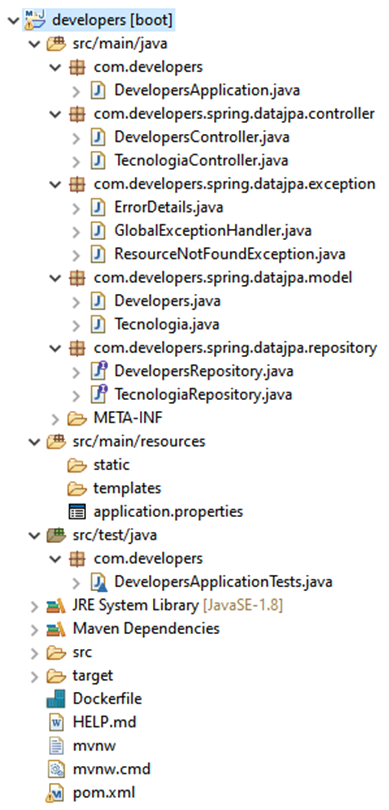 developers [boot]
src/main/java
com.developers
DevelopersApplication.java
com.developers.spring.datajpa.controller
DevelopersController.java
TecnologiaController.java
com.developers.spring.datajpa.exception
ErrorDetails.java
GlobalExceptionHandler.java
ResourceNotFoundException.java
com.developers.spring.datajpa.model
Developers.java
Tecnologia.java
com.developers.spring.datajpa.repository
DevelopersRepository.java
TecnologiaRepository.java
META-INF
src/main/resources
static
templates
application.properties
src/test/java
com.developers
DevelopersApplicationTests.java
JRE System Library [JavaSE-1.8]
Maven Dependencies
src
target
Dockerfile
HELP.md
mvnw
mvnw.cmd
pom.xml